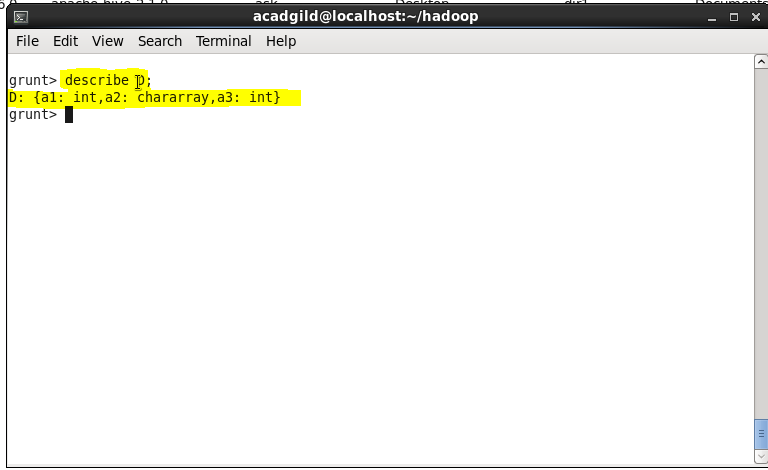 acadgild@localhost:~/hadoop
File Edit View Search Terminal Help
grunt> describe D;
D: {a1: int,a2: chararray,a3: int}
grunt>